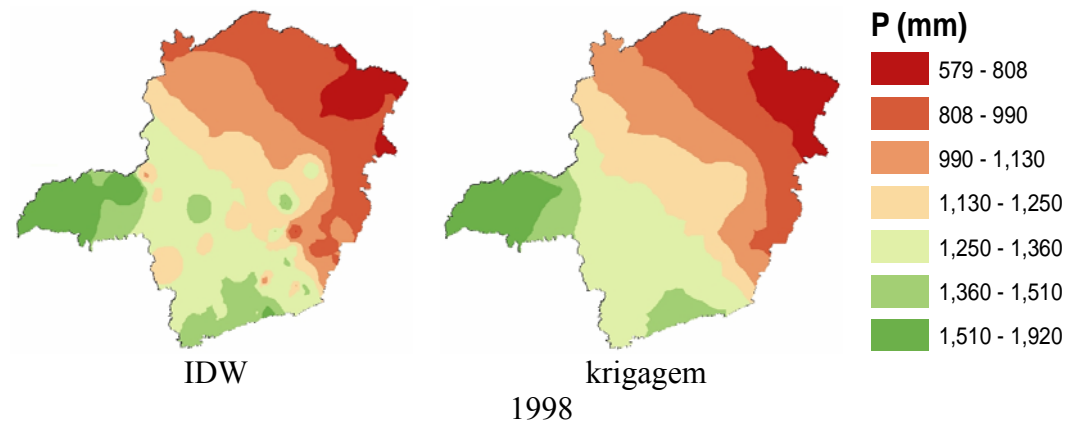 P (mm)
579 - 808
808 - 990
990 - 1,130
1,130 - 1,250
1,250 - 1,360
1,360 - 1,510
1,510 - 1,920
IDW
krigagem
1998